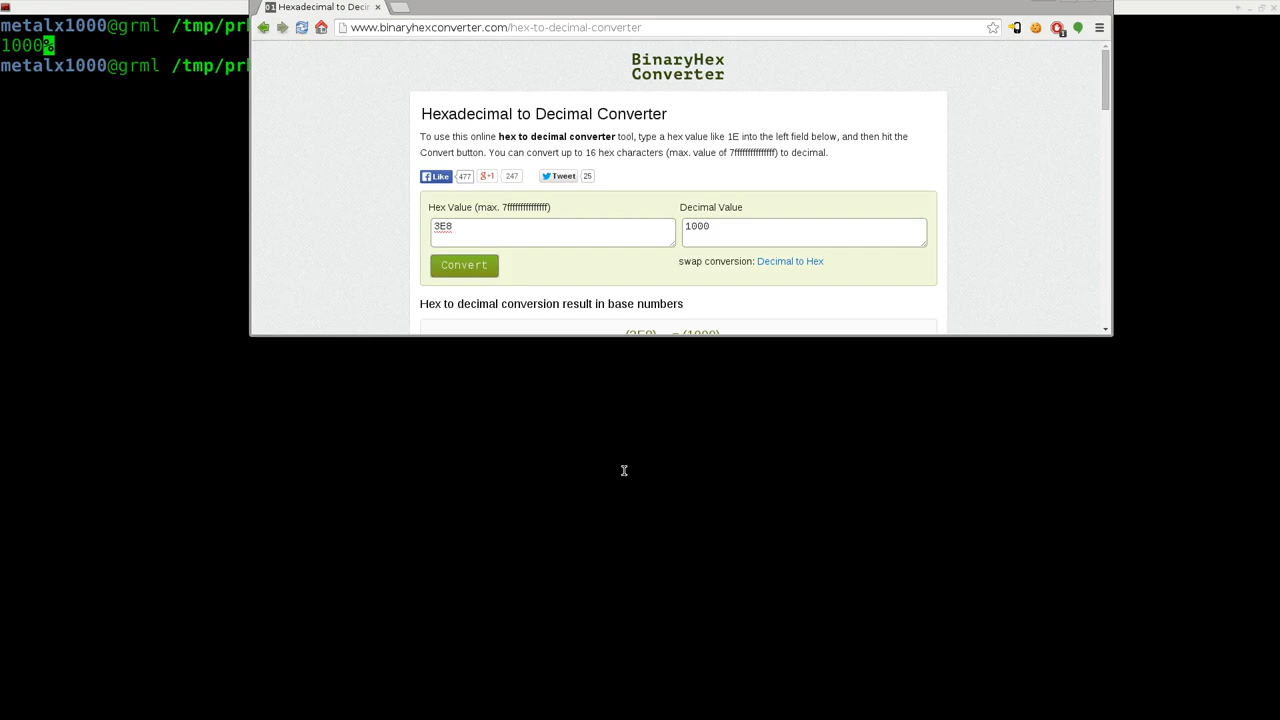 metalx1000@grml /tmp/pr
1000%
metalx1000@grml /tmp/pr
01 Hexadecimal to Deci
www.binaryhexconverter.com/hex-to-decimal-converter
BinaryHex
Converter
Hexadecimal to Decimal Converter
To use this online hex to decimal converter tool, type a hex value like 1E into the left field below, and then hit the
Convert button. You can convert up to 16 hex characters (max. value of 7fffffffffffffff) to decimal.
Like 477 g+1 247 Tweet 25
Hex Value (max. 7fffffffffffffff) Decimal Value
3E8 1000
Convert swap conversion: Decimal to Hex
Hex to decimal conversion result in base numbers
(3E8) = (1000)